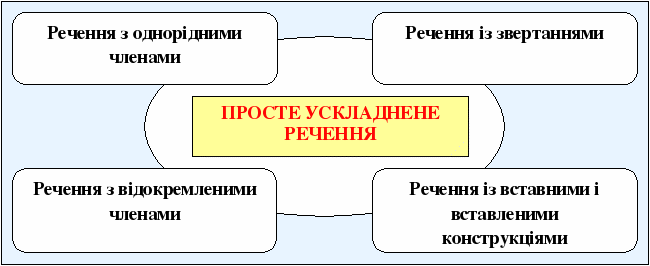 Речення з однорідними
членами
Речення із звертаннями
ПРОСТЕ УСКЛАДНЕНЕ
РЕЧЕННЯ
Речення з відокремленими
членами
Речення із вставними і
вставленими
конструкціями